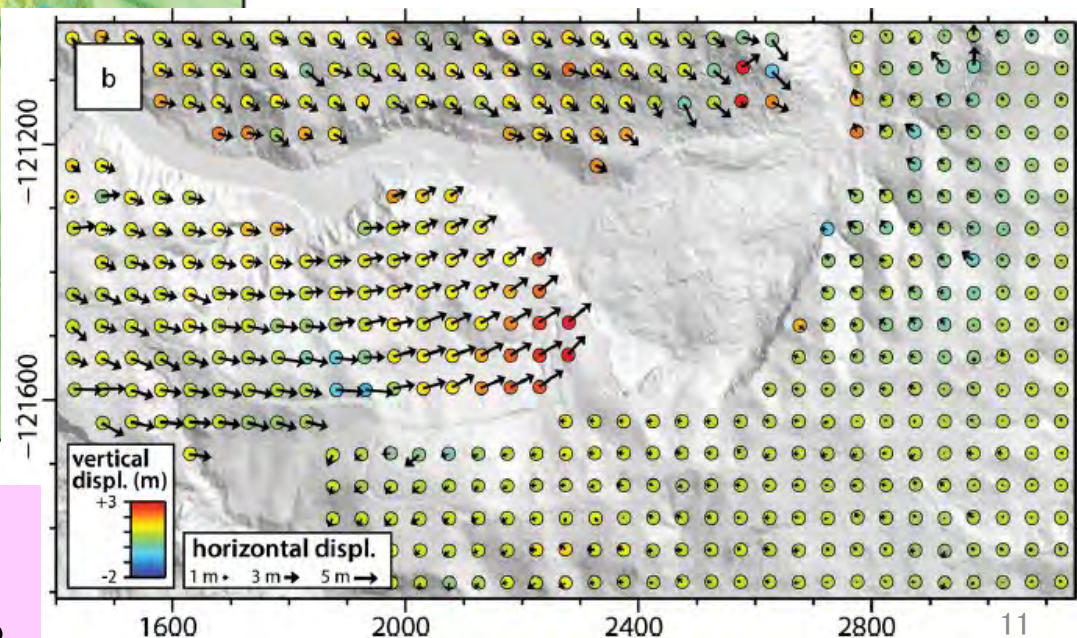 b
−121200
−121600
vertical
displ. (m)
+3
-2
horizontal displ.
1 m
3 m
5 m
1600
2000
2400
2800
11